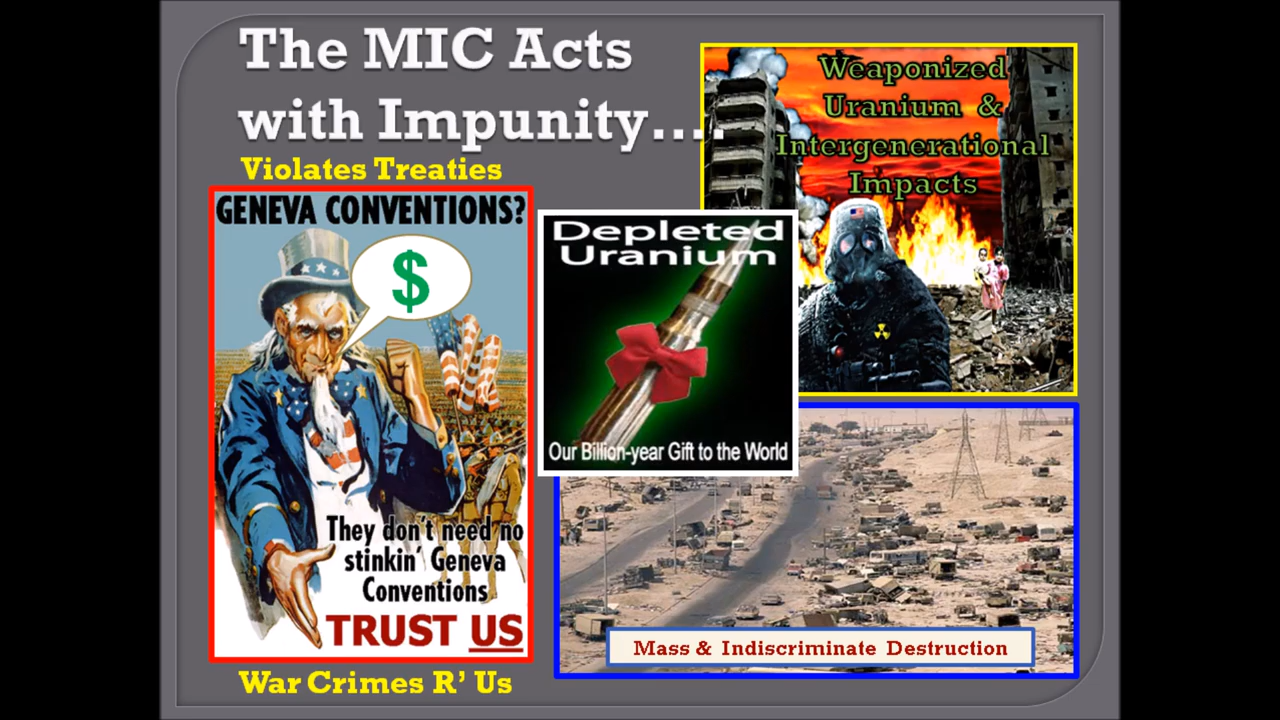 The MIC Acts
with Impunity....
Violates Treaties
GENEVA CONVENTIONS?
$
They don't need no
stinkin' Geneva
Conventions
TRUST US
War Crimes R' Us
Depleted
Uranium
Our Billion-year Gift to the World
Weaponized
Uranium &
Intergenerational
Impacts
Mass & Indiscriminate Destruction